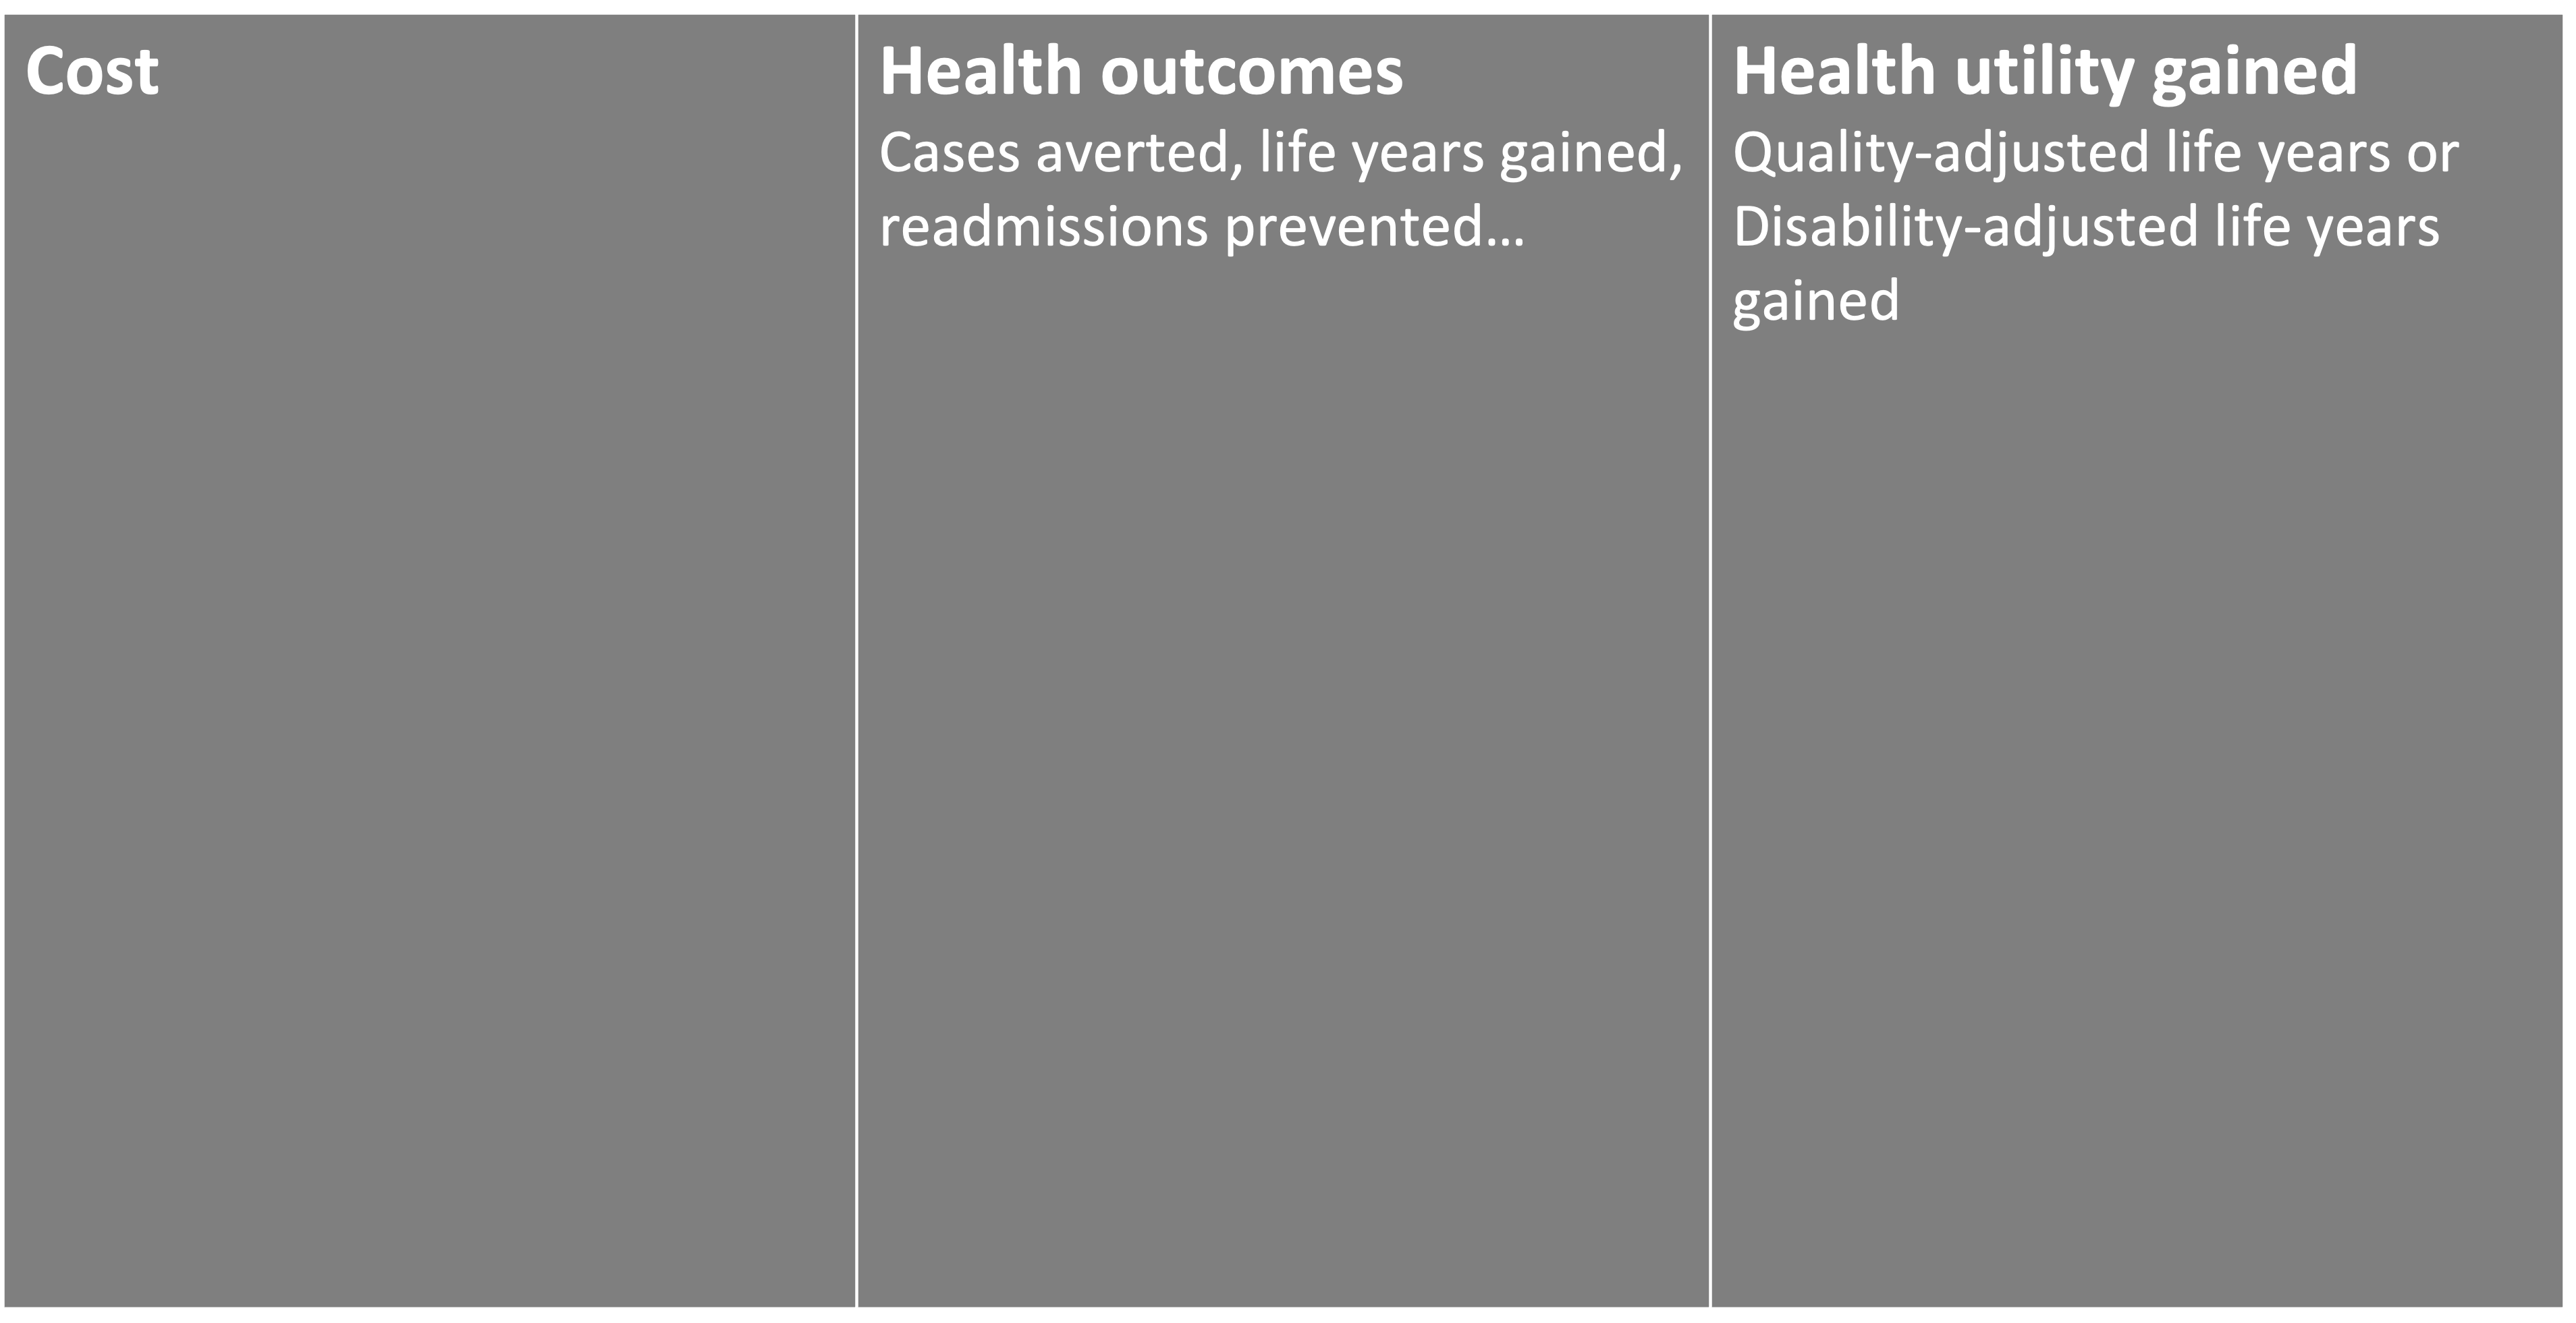 Cost
Health outcomes
Cases averted, life years gained,
readmissions prevented...
Health utility gained
Quality-adjusted life years or
Disability-adjusted life years
gained